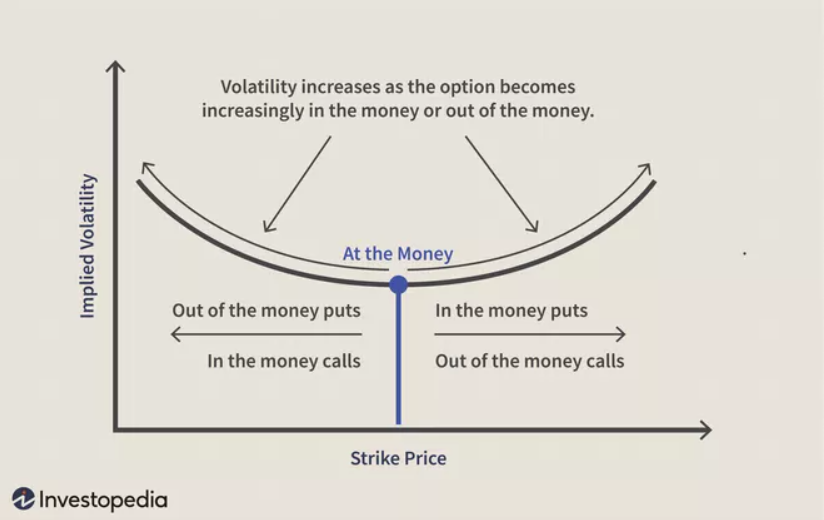 Volatility increases as the option becomes
increasingly in the money or out of the money.
Implied Volatility
At the Money
Out of the money puts
In the money puts
In the money calls
Out of the money calls
Strike Price
Investopedia